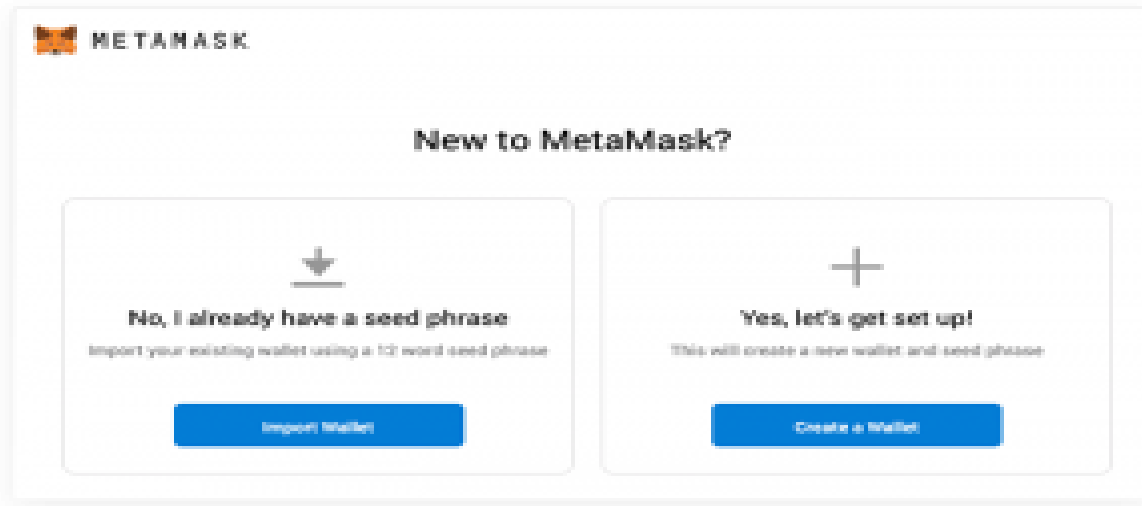 METAMASK
New to MetaMask?
No, I already have a seed phrase
Import your existing wallet using a 12 word seed phrase
Import Wallet
Yes, let's get set up!
This will create a new wallet and seed phrase
Create a Wallet